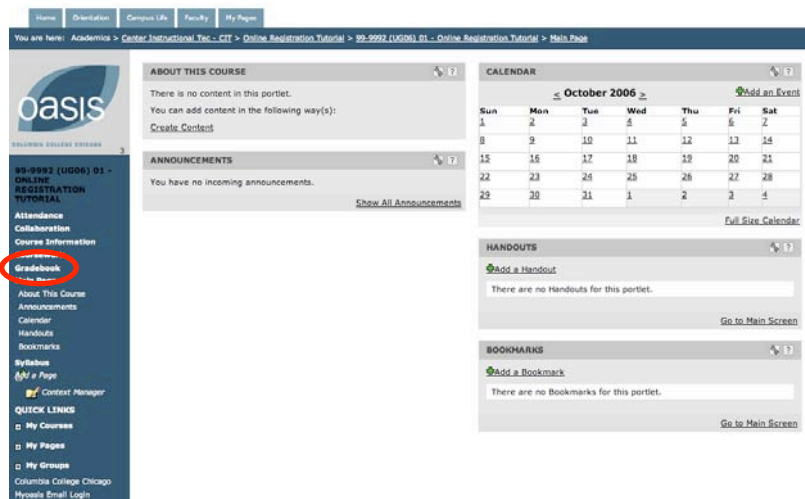 Home Orientation Campus Life Faculty My Pages
You are here: Academics > Center Instructional Tec - CIT > Online Registration Tutorial > 99-9992 (UG06) 01 - Online Registration Tutorial > Main Page
oasis
COLUMBIA COLLEGE CHICAGO
3
99-9992 (UG06) 01 -
ONLINE
REGISTRATION
TUTORIAL
Attendance
Collaboration
Course Information
Coursework
Gradebook
Main Page
About This Course
Announcements
Calendar
Handouts
Bookmarks
Syllabus
Add a Page
Context Manager
QUICK LINKS
My Courses
My Pages
My Groups
Columbia College Chicago
Myoasis Email Login
ABOUT THIS COURSE ?
There is no content in this portlet.
You can add content in the following way(s):
Create Content
ANNOUNCEMENTS ?
You have no incoming announcements.
Show All Announcements
CALENDAR ?
< October 2006 > Add an Event
Sun Mon Tue Wed Thu Fri Sat
1 2 3 4 5 6 7
8 9 10 11 12 13 14
15 16 17 18 19 20 21
22 23 24 25 26 27 28
29 30 31 1 2 3 4
Full Size Calendar
HANDOUTS ?
Add a Handout
There are no Handouts for this portlet.
Go to Main Screen
BOOKMARKS ?
Add a Bookmark
There are no Bookmarks for this portlet.
Go to Main Screen